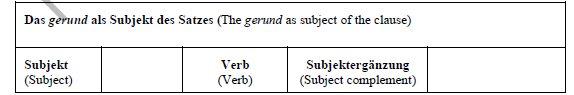 Das gerund als Subjekt des Satzes (The gerund as subject of the clause)
Subjekt Verb Subjektergänzung
(Subject) (Verb) (Subject complement)